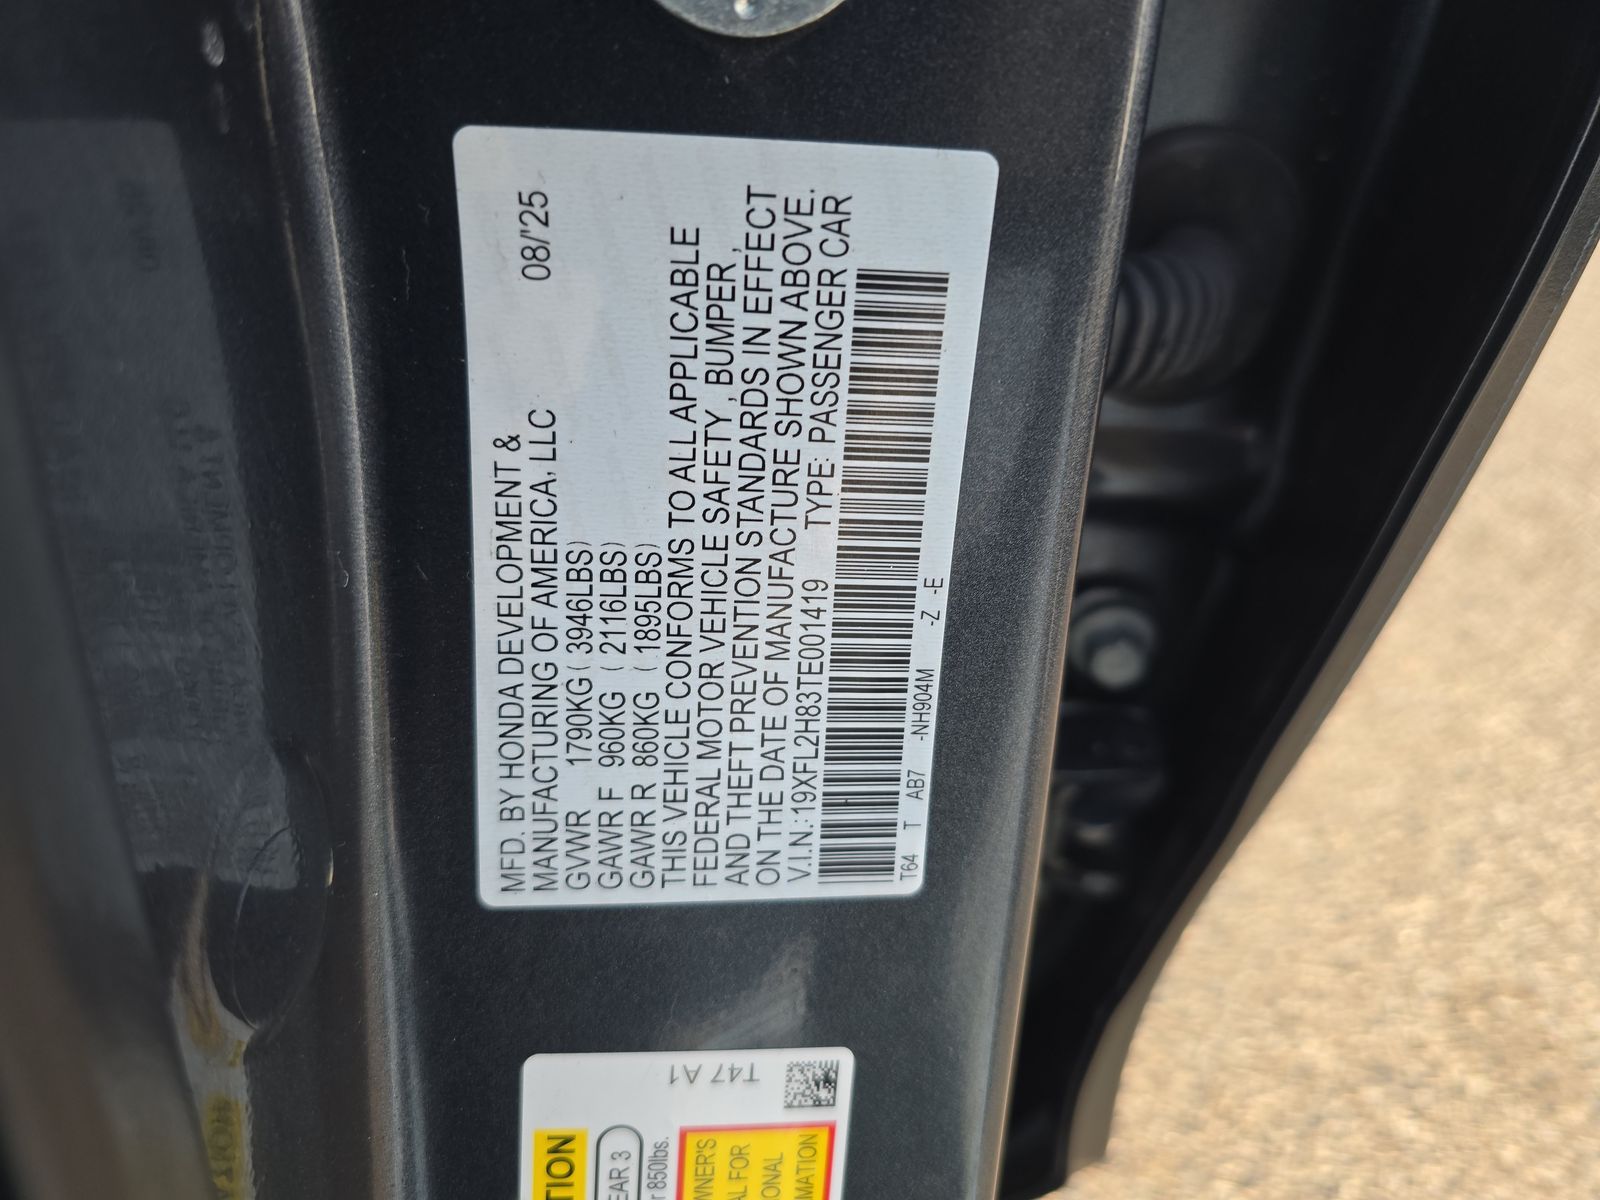 MFD. BY HONDA DEVELOPMENT &
MANUFACTURING OF AMERICA, LLC 08/'25
GVWR 1790KG ( 3946LBS)
GAWR F 960KG ( 2116LBS)
GAWR R 860KG ( 1895LBS)
THIS VEHICLE CONFORMS TO ALL APPLICABLE
FEDERAL MOTOR VEHICLE SAFETY , BUMPER ,
AND THEFT PREVENTION STANDARDS IN EFFECT
ON THE DATE OF MANUFACTURE SHOWN ABOVE.
V.I.N.:19XFL2H83TE001419 TYPE: PASSENGER CAR
T64 T AB7 -NH904M -Z -E
T47 A1
850lbs.